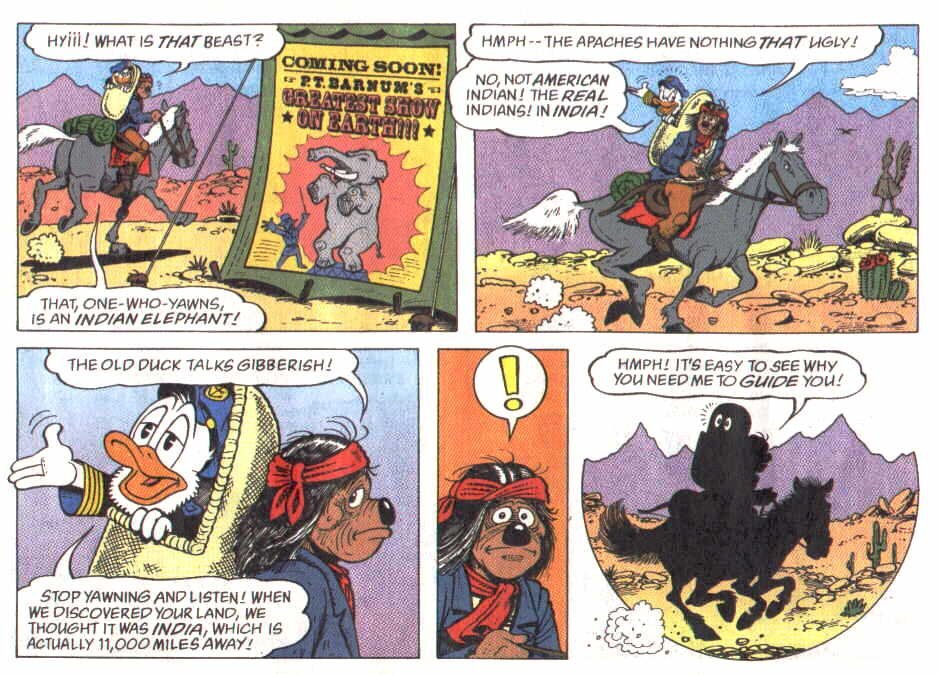 HYiii! WHAT IS THAT BEAST?
COMING SOON!
☞ P.T. BARNUM'S ☜
GREATEST SHOW
★ ON EARTH!!! ★
THAT, ONE-WHO-YAWNS,
IS AN INDIAN ELEPHANT!
HMPH -- THE APACHES HAVE NOTHING THAT UGLY!
NO, NOT AMERICAN
INDIAN! THE REAL
INDIANS! IN INDIA!
THE OLD DUCK TALKS GIBBERISH!
STOP YAWNING AND LISTEN! WHEN
WE DISCOVERED YOUR LAND, WE
THOUGHT IT WAS INDIA, WHICH IS
ACTUALLY 11,000 MILES AWAY!
!
HMPH! IT'S EASY TO SEE WHY
YOU NEED ME TO GUIDE YOU!